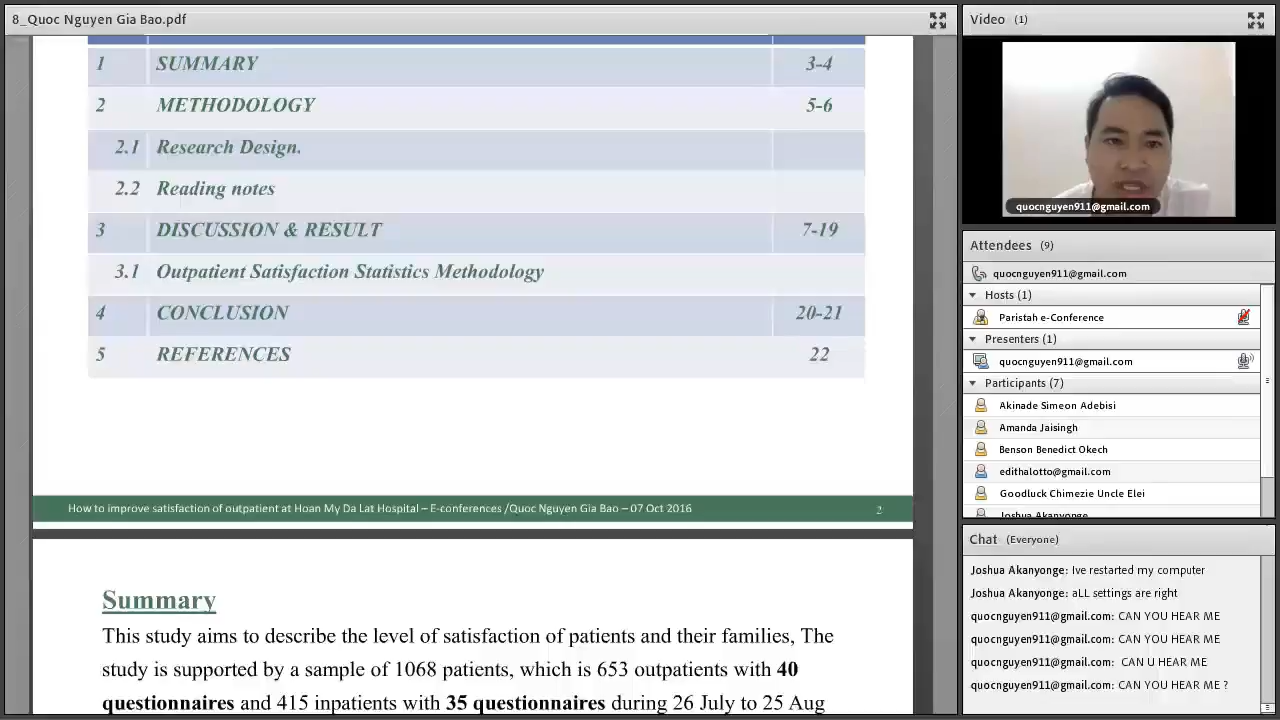 8_Quoc Nguyen Gia Bao.pdf
1 SUMMARY 3-4
2 METHODOLOGY 5-6
2.1 Research Design.
2.2 Reading notes
3 DISCUSSION & RESULT 7-19
3.1 Outpatient Satisfaction Statistics Methodology
4 CONCLUSION 20-21
5 REFERENCES 22
How to improve satisfaction of outpatient at Hoan My Da Lat Hospital – E-conferences /Quoc Nguyen Gia Bao – 07 Oct 2016 2
Summary
This study aims to describe the level of satisfaction of patients and their families, The
study is supported by a sample of 1068 patients, which is 653 outpatients with 40
questionnaires and 415 inpatients with 35 questionnaires during 26 July to 25 Aug
Video (1)
quocnguyen911@gmail.com
Attendees (9)
quocnguyen911@gmail.com
Hosts (1)
Paristah e-Conference
Presenters (1)
quocnguyen911@gmail.com
Participants (7)
Akinade Simeon Adebisi
Amanda Jaisingh
Benson Benedict Okech
edithalotto@gmail.com
Goodluck Chimezie Uncle Elei
Joshua Akanyonge
Chat (Everyone)
Joshua Akanyonge: Ive restarted my computer
Joshua Akanyonge: aLL settings are right
quocnguyen911@gmail.com: CAN YOU HEAR ME
quocnguyen911@gmail.com: CAN YOU HEAR ME
quocnguyen911@gmail.com: CAN U HEAR ME
quocnguyen911@gmail.com: CAN YOU HEAR ME ?